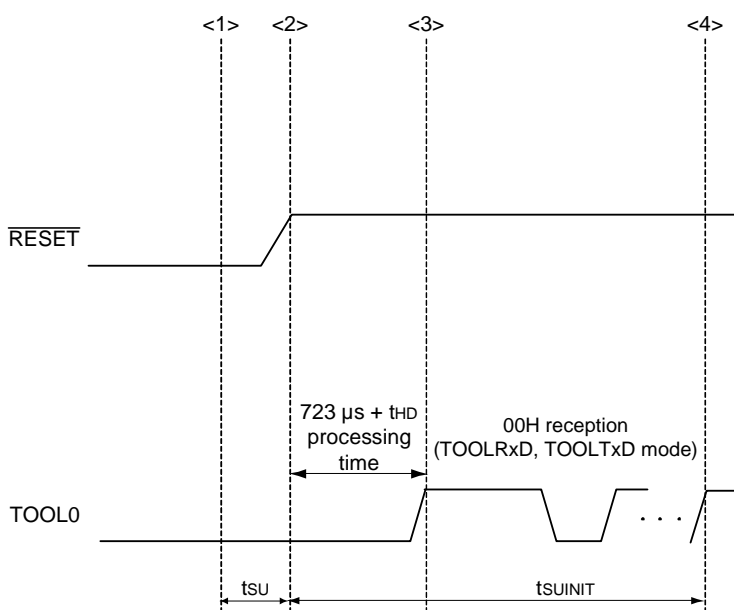 <1> <2> <3> <4>
RESET
723 µs + tHD
processing
time
00H reception
(TOOLRxD, TOOLTxD mode)
TOOL0
. . .
tSU
tSUINIT